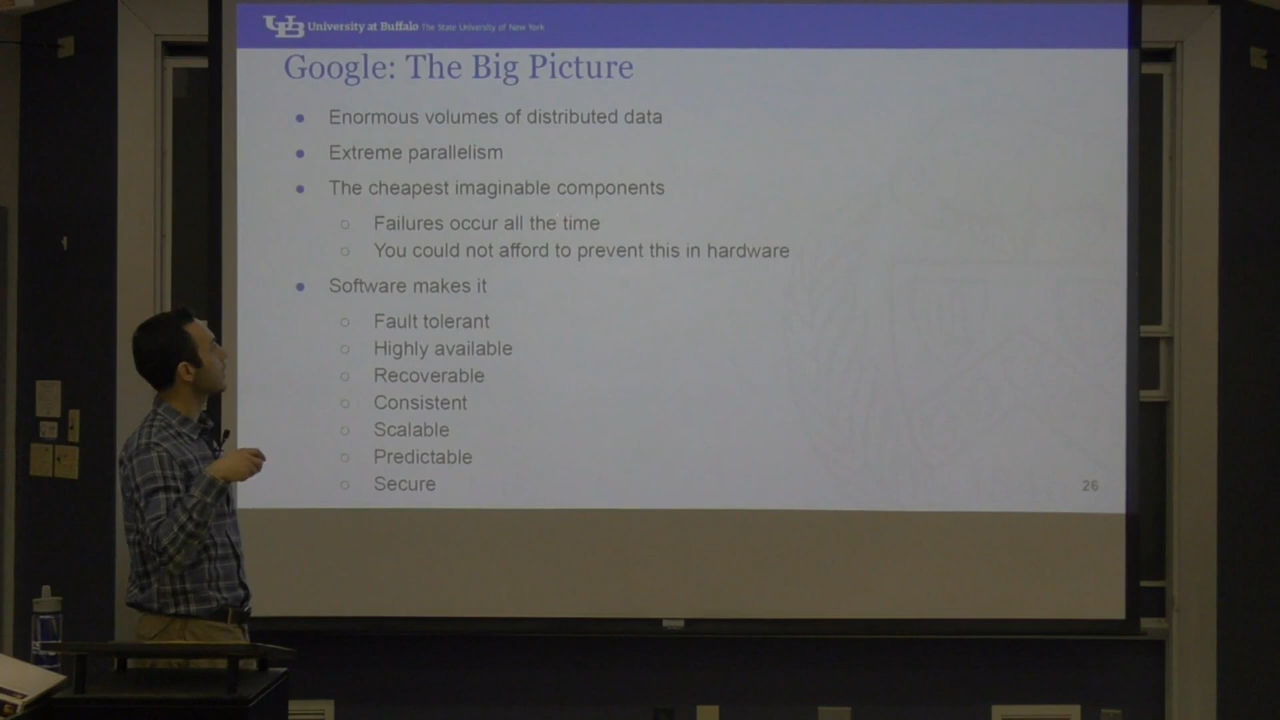 UB University at Buffalo The State University of New York
Google: The Big Picture
● Enormous volumes of distributed data
● Extreme parallelism
● The cheapest imaginable components
○ Failures occur all the time
○ You could not afford to prevent this in hardware
● Software makes it
○ Fault tolerant
○ Highly available
○ Recoverable
○ Consistent
○ Scalable
○ Predictable
○ Secure
26